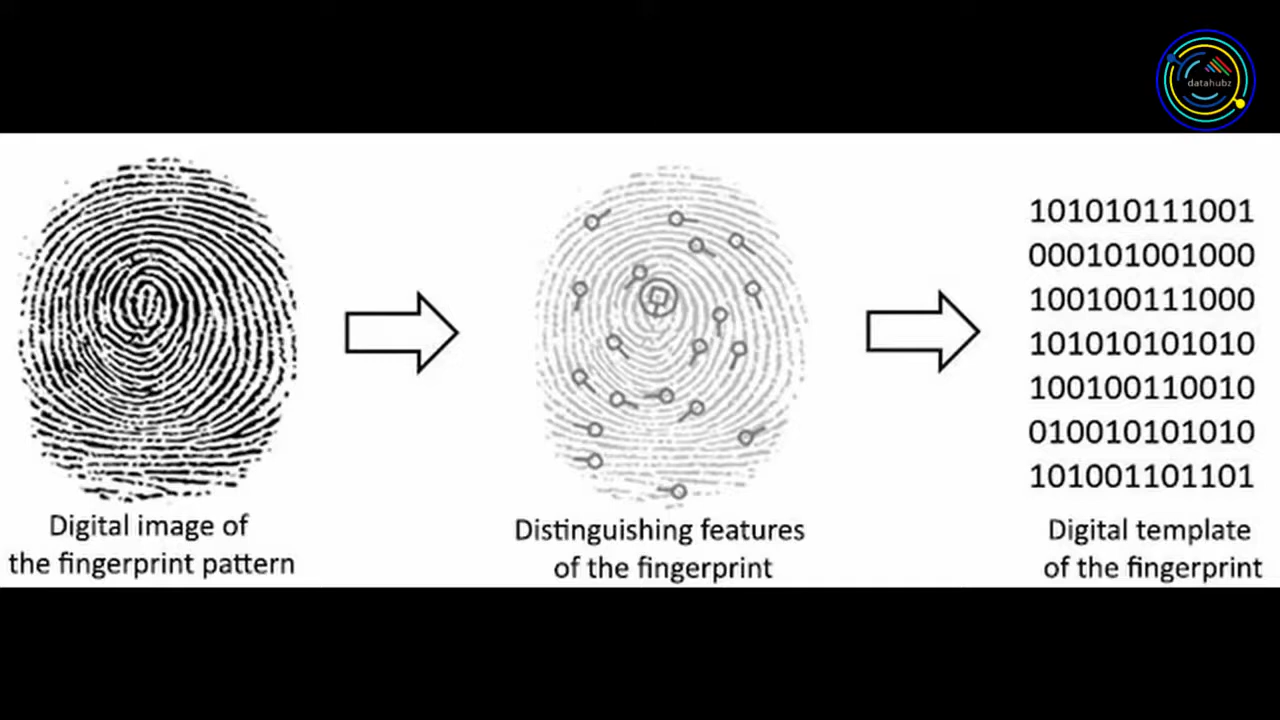 datahubz
101010111001
000101001000
100100111000
101010101010
100100110010
010010101010
101001101101
Digital image of
the fingerprint pattern
Distinguishing features
of the fingerprint
Digital template
of the fingerprint